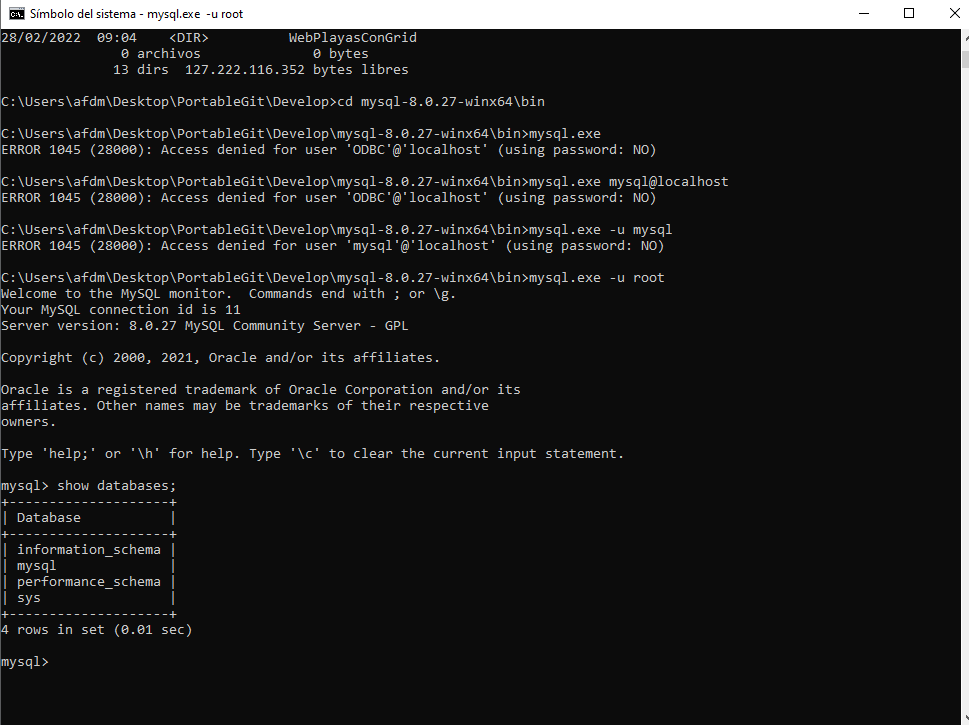 Símbolo del sistema - mysql.exe -u root
28/02/2022  09:04    <DIR>          WebPlayasConGrid
               0 archivos              0 bytes
              13 dirs  127.222.116.352 bytes libres
C:\Users\afdm\Desktop\PortableGit\Develop>cd mysql-8.0.27-winx64\bin
C:\Users\afdm\Desktop\PortableGit\Develop\mysql-8.0.27-winx64\bin>mysql.exe
ERROR 1045 (28000): Access denied for user 'ODBC'@'localhost' (using password: NO)
C:\Users\afdm\Desktop\PortableGit\Develop\mysql-8.0.27-winx64\bin>mysql.exe mysql@localhost
ERROR 1045 (28000): Access denied for user 'ODBC'@'localhost' (using password: NO)
C:\Users\afdm\Desktop\PortableGit\Develop\mysql-8.0.27-winx64\bin>mysql.exe -u mysql
ERROR 1045 (28000): Access denied for user 'mysql'@'localhost' (using password: NO)
C:\Users\afdm\Desktop\PortableGit\Develop\mysql-8.0.27-winx64\bin>mysql.exe -u root
Welcome to the MySQL monitor.  Commands end with ; or \g.
Your MySQL connection id is 11
Server version: 8.0.27 MySQL Community Server - GPL
Copyright (c) 2000, 2021, Oracle and/or its affiliates.
Oracle is a registered trademark of Oracle Corporation and/or its
affiliates. Other names may be trademarks of their respective
owners.
Type 'help;' or '\h' for help. Type '\c' to clear the current input statement.
mysql> show databases;
+--------------------+
| Database           |
+--------------------+
| information_schema |
| mysql              |
| performance_schema |
| sys                |
+--------------------+
4 rows in set (0.01 sec)
mysql>